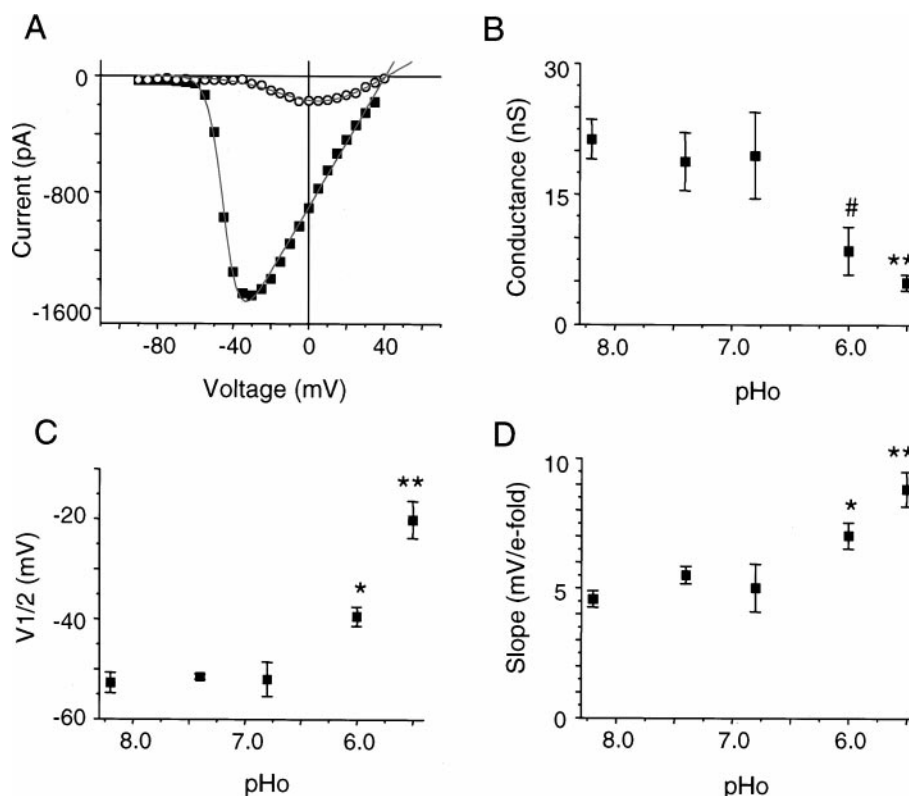 A
0
-800
-1600
Current (pA)
-80
-40
0
40
Voltage (mV)
B
30
15
0
Conductance (nS)
#
**
8.0
7.0
6.0
pHo
C
-20
-40
-60
V1/2 (mV)
*
**
8.0
7.0
6.0
pHo
D
10
5
0
Slope (mV/e-fold)
*
**
8.0
7.0
6.0
pHo